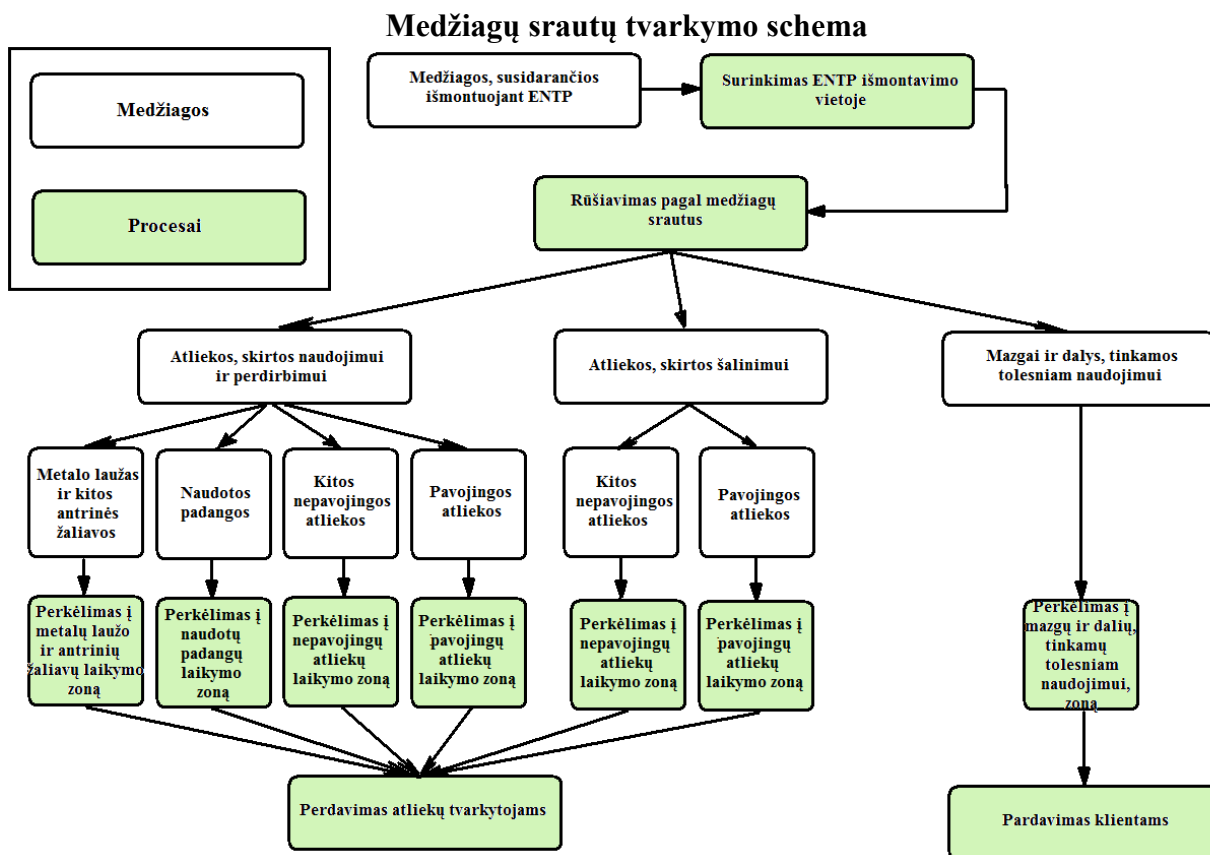 Medžiagų srautų tvarkymo schema
Medžiagos
Procesai
Medžiagos, susidarančios
išmontuojant ENTP
Surinkimas ENTP išmontavimo
vietoje
Rūšiavimas pagal medžiagų
srautus
Atliekos, skirtos naudojimui
ir perdirbimui
Atliekos, skirtos šalinimui
Mazgai ir dalys, tinkamos
tolesniam naudojimui
Metalo laužas
ir kitos
antrinės
žaliavos
Naudotos
padangos
Kitos
nepavojingos
atliekos
Pavojingos
atliekos
Kitos
nepavojingos
atliekos
Pavojingos
atliekos
Perkėlimas į
metalų laužo
ir antrinių
žaliavų laikymo
zoną
Perkėlimas į
naudotų
padangų
laikymo
zoną
Perkėlimas į
nepavojingų
atliekų
laikymo zoną
Perkėlimas į
pavojingų
atliekų
laikymo zoną
Perkėlimas į
nepavojingų
atliekų
laikymo zoną
Perkėlimas į
pavojingų
atliekų
laikymo zoną
Perkėlimas į
mazgų ir dalių,
tinkamų
tolesniam
naudojimui,
zoną
Perdavimas atliekų tvarkytojams
Pardavimas klientams